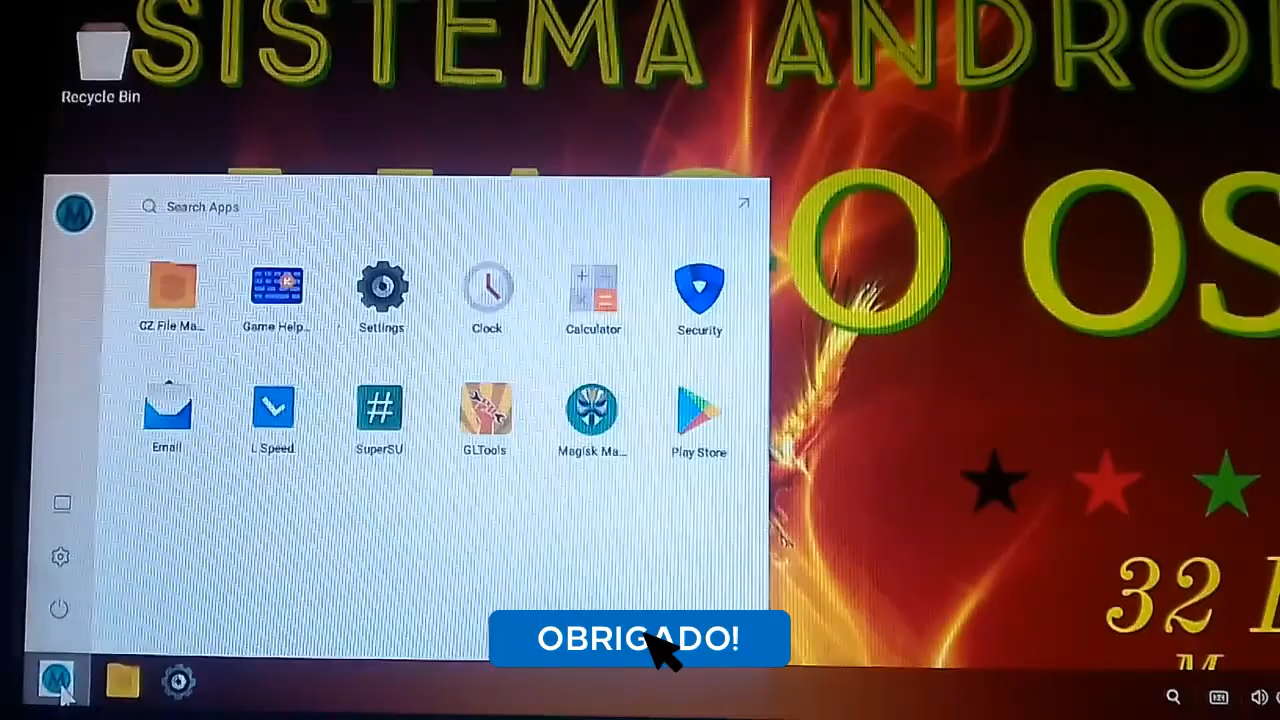 SISTEMA ANDRO
Recycle Bin
O OS
Search Apps
CZ File Ma...
Game Help...
Settings
Clock
Calculator
Security
Email
L Speed
SuperSU
GLTools
Magisk Ma...
Play Store
32
OBRIGADO!